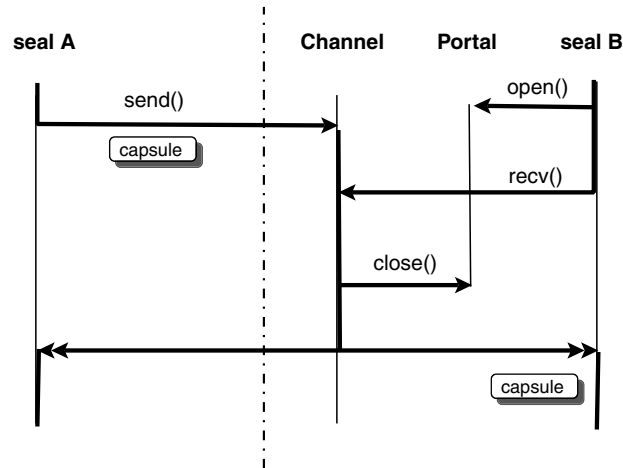 seal A
Channel
Portal
seal B
open()
send()
capsule
recv()
close()
capsule